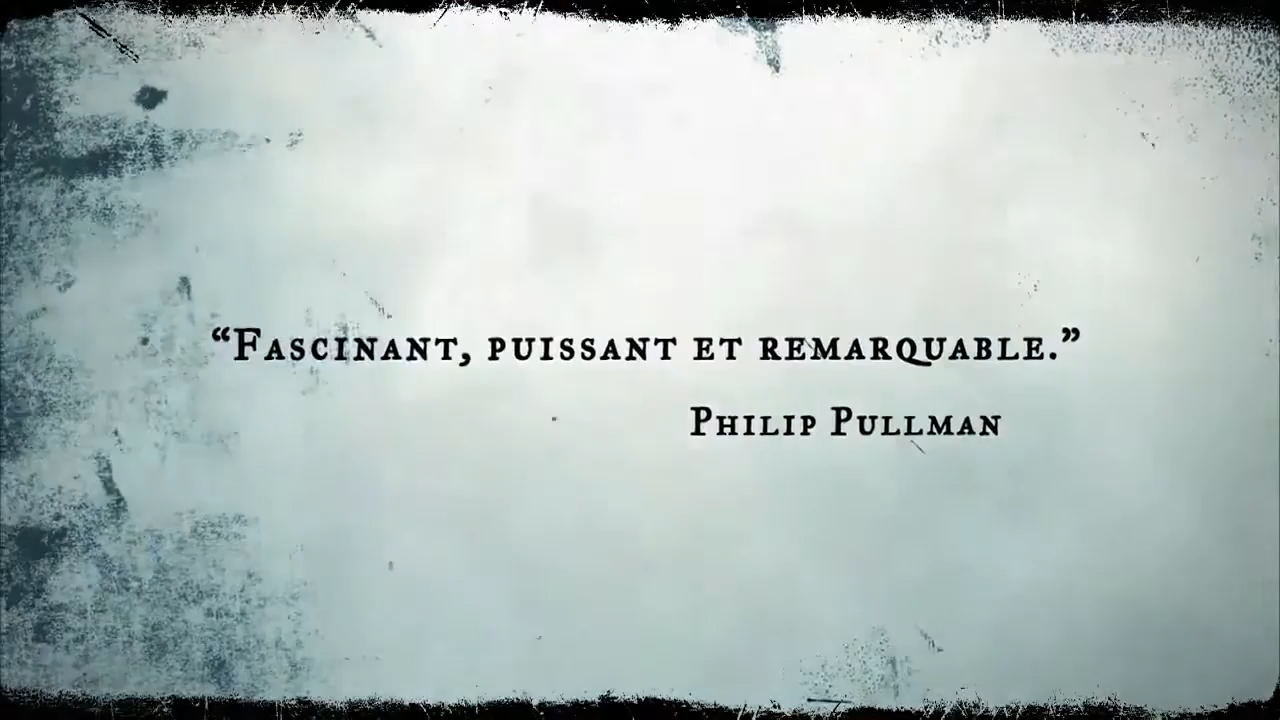 “Fascinant, puissant et remarquable.”
Philip Pullman